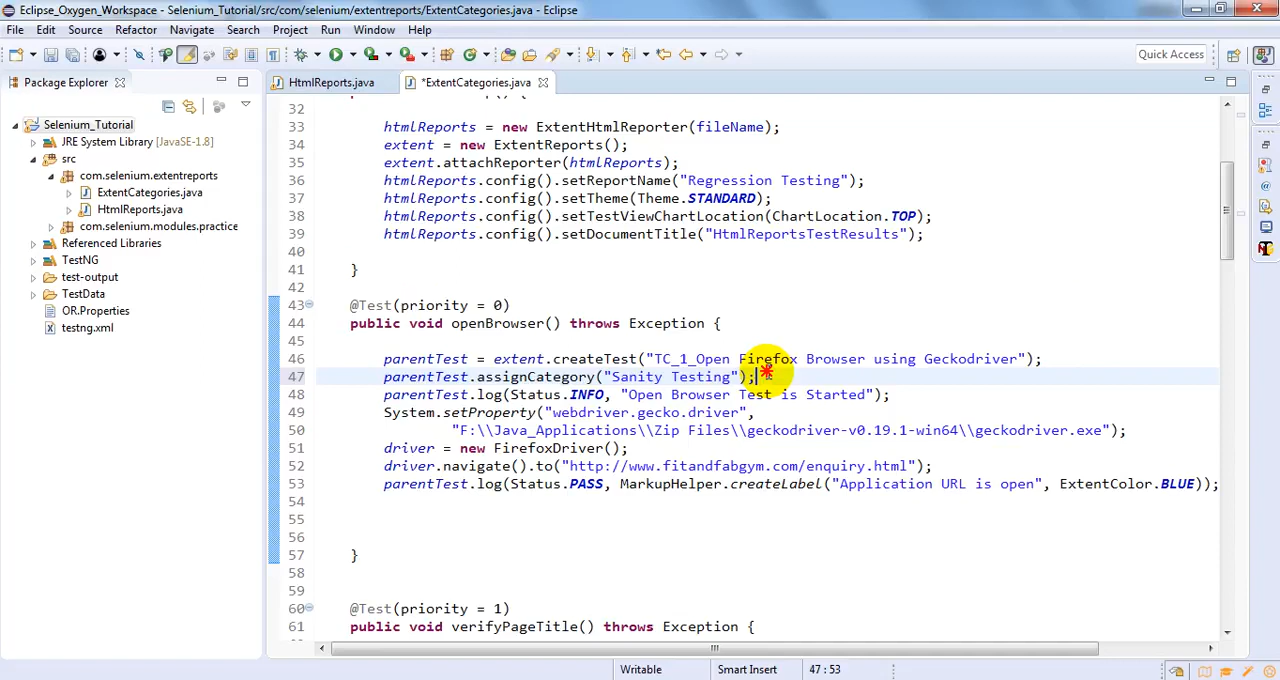 Eclipse_Oxygen_Workspace - Selenium_Tutorial/src/com/selenium/extentreports/ExtentCategories.java - Eclipse
File Edit Source Refactor Navigate Search Project Run Window Help
Quick Access
Package Explorer
HtmlReports.java *ExtentCategories.java
Selenium_Tutorial
JRE System Library [JavaSE-1.8]
src
com.selenium.extentreports
ExtentCategories.java
HtmlReports.java
com.selenium.modules.practice
Referenced Libraries
TestNG
test-output
TestData
OR.Properties
testng.xml
32
33 htmlReports = new ExtentHtmlReporter(fileName);
34 extent = new ExtentReports();
35 extent.attachReporter(htmlReports);
36 htmlReports.config().setReportName("Regression Testing");
37 htmlReports.config().setTheme(Theme.STANDARD);
38 htmlReports.config().setTestViewChartLocation(ChartLocation.TOP);
39 htmlReports.config().setDocumentTitle("HtmlReportsTestResults");
40
41 }
42
43 @Test(priority = 0)
44 public void openBrowser() throws Exception {
45
46 parentTest = extent.createTest("TC_1_Open Firefox Browser using Geckodriver");
47 parentTest.assignCategory("Sanity Testing");
48 parentTest.log(Status.INFO, "Open Browser Test is Started");
49 System.setProperty("webdriver.gecko.driver",
50 "F:\\Java_Applications\\Zip Files\\geckodriver-v0.19.1-win64\\geckodriver.exe");
51 driver = new FirefoxDriver();
52 driver.navigate().to("http://www.fitandfabgym.com/enquiry.html");
53 parentTest.log(Status.PASS, MarkupHelper.createLabel("Application URL is open", ExtentColor.BLUE));
54
55
56
57 }
58
59
60 @Test(priority = 1)
61 public void verifyPageTitle() throws Exception {
Writable Smart Insert 47 : 53